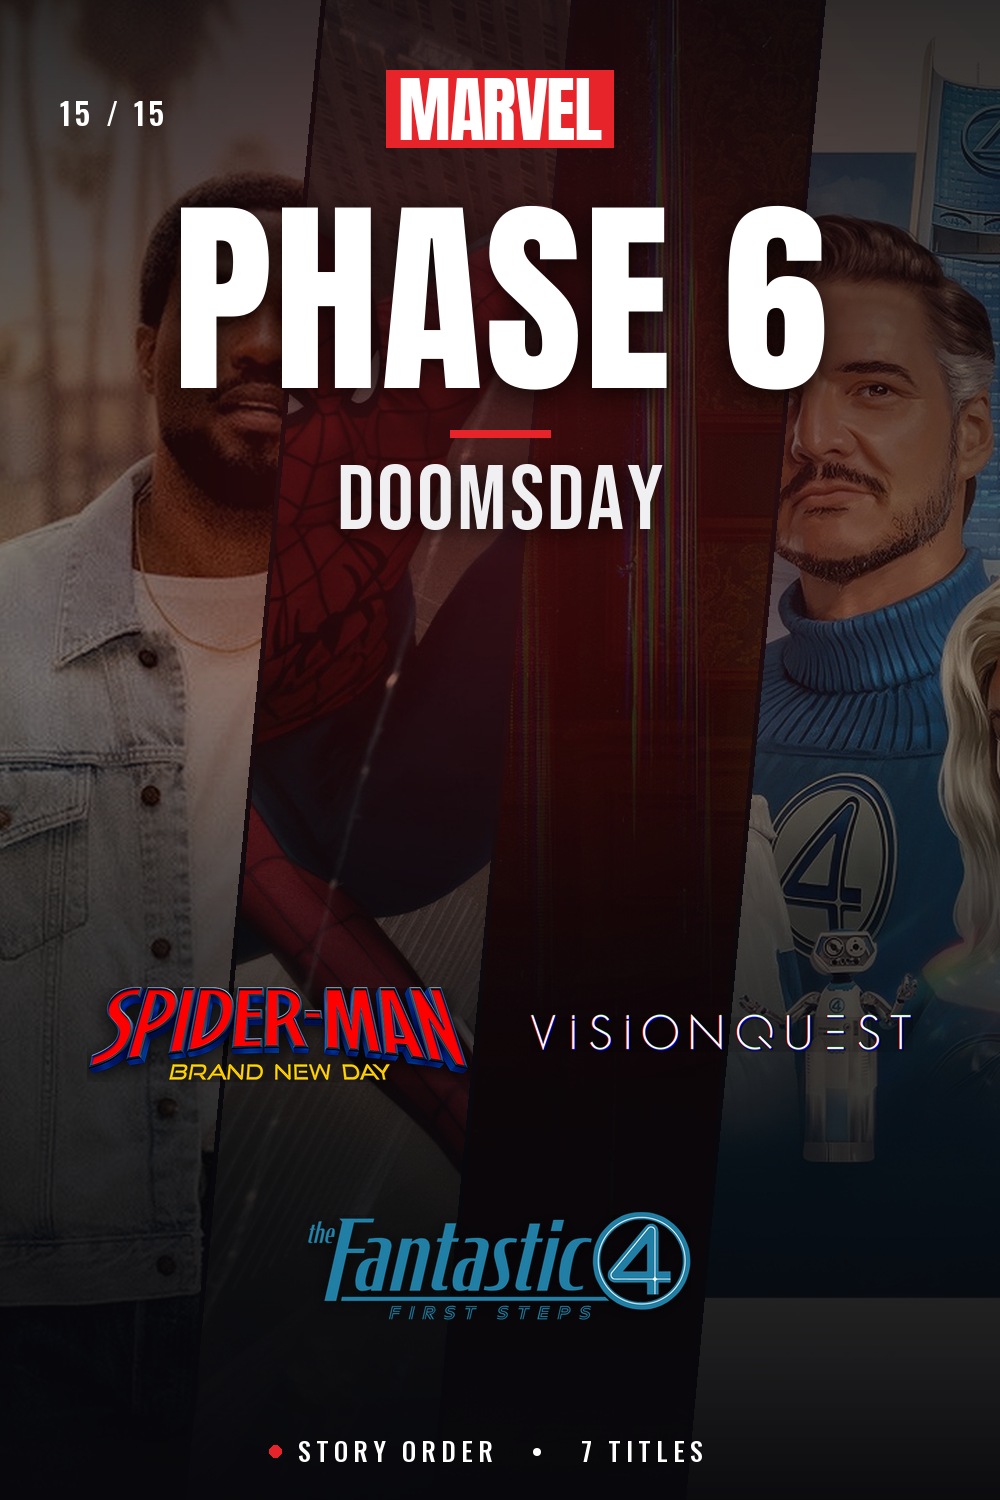 15 / 15
MARVEL
PHASE 6
DOOMSDAY
SPIDER-MAN
BRAND NEW DAY
VISIONQUEST
the Fantastic 4
FIRST STEPS
STORY ORDER • 7 TITLES